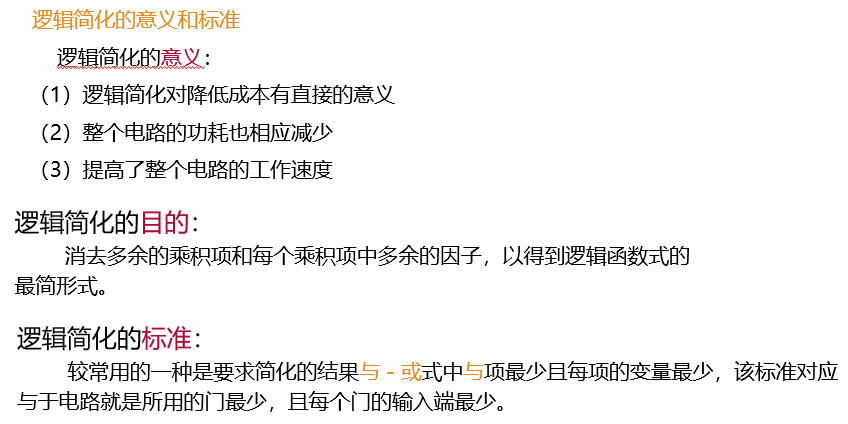 逻辑简化的意义和标准
逻辑简化的意义：
（1）逻辑简化对降低成本有直接的意义
（2）整个电路的功耗也相应减少
（3）提高了整个电路的工作速度
逻辑简化的目的：
消去多余的乘积项和每个乘积项中多余的因子，以得到逻辑函数式的
最简形式。
逻辑简化的标准：
较常用的一种是要求简化的结果与－或式中与项最少且每项的变量最少，该标准对应
与于电路就是所用的门最少，且每个门的输入端最少。